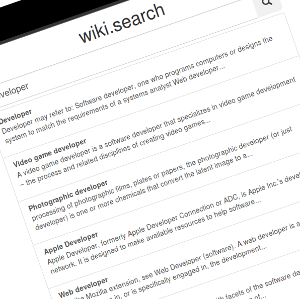 wiki.search
veloper
Developer
Developer may refer to: Software developer, one who programs computers or designs the
system to match the requirements of a systems analyst Web developer...
Video game developer
A video game developer is a software developer that specializes in video game development
– the process and related disciplines of creating video games...
Photographic developer
processing of photographic films, plates or papers, the photographic developer (or just
developer) is one or more chemicals that convert the latent image to a...
Apple Developer
Apple Developer, formerly Apple Developer Connection or ADC, is Apple Inc.'s deve
network. It is designed to make available resources to help software...
Web developer
the Mozilla extension, see Web Developer (software). A web developer is a
in, or is specifically engaged in, the development...
facets of the software de